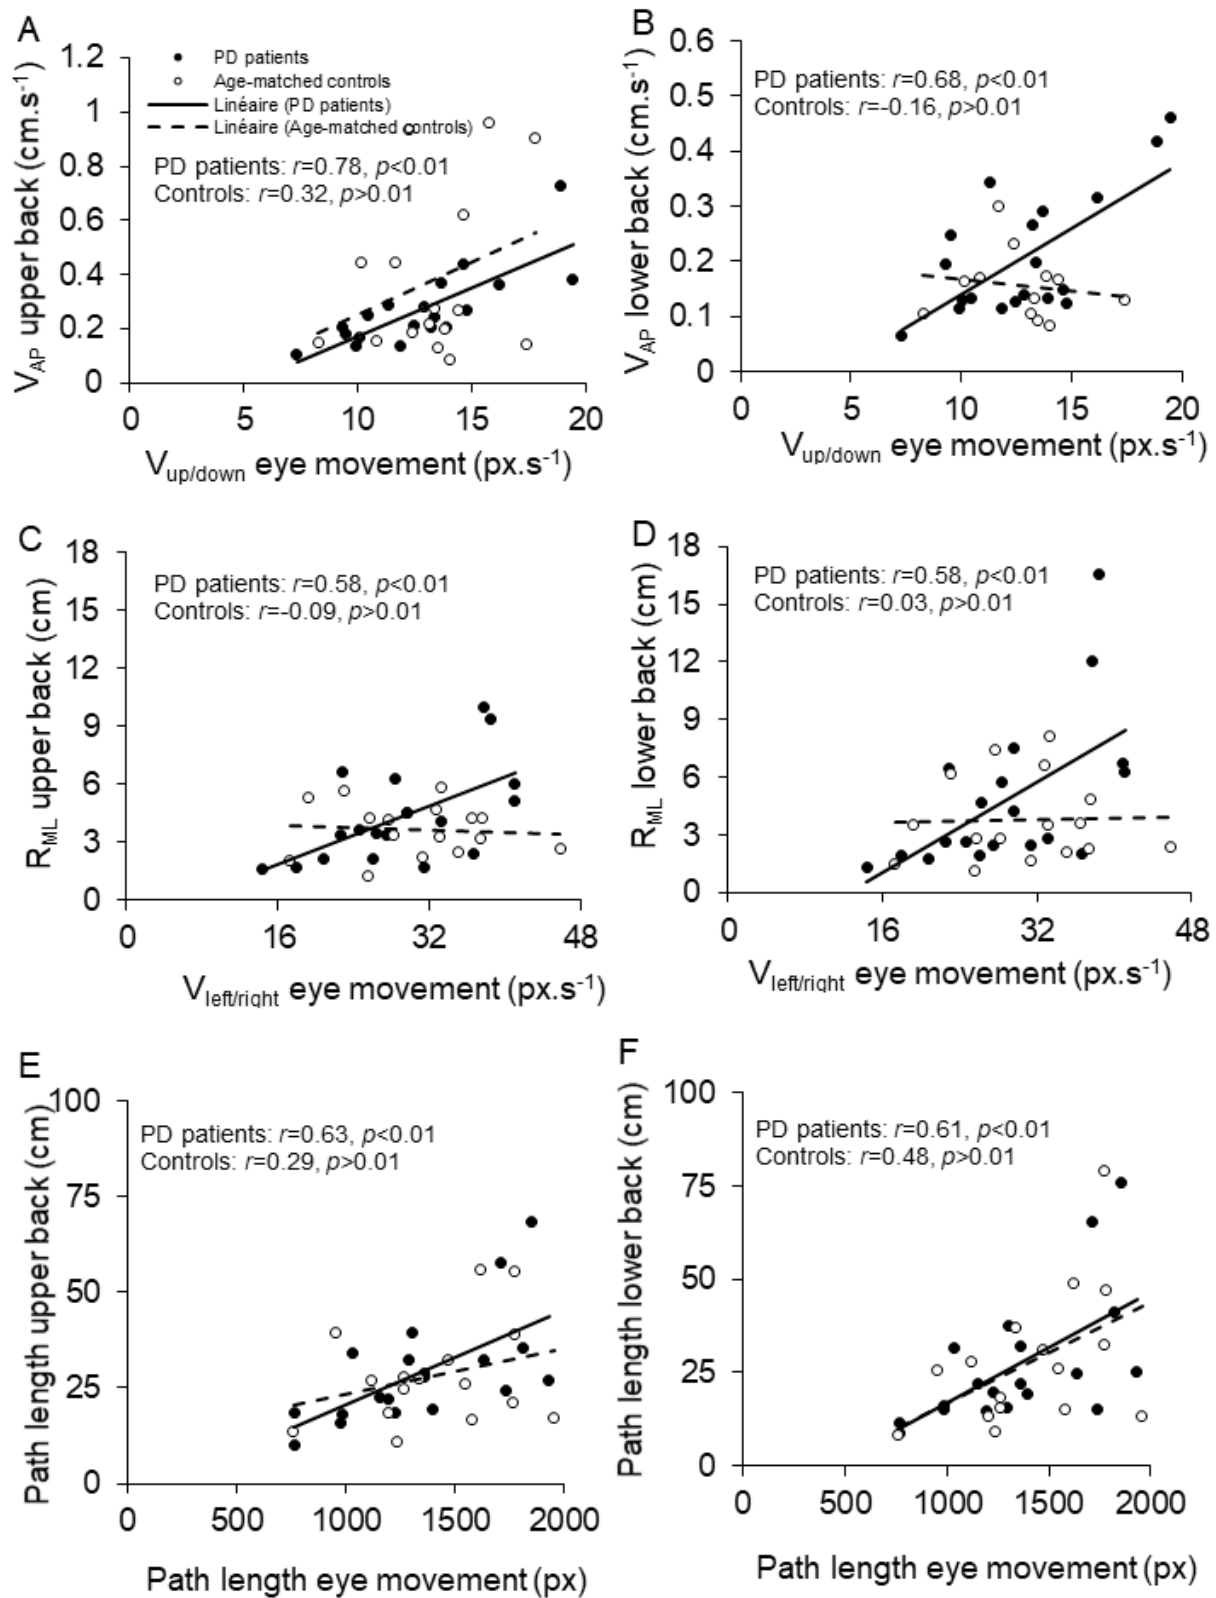 A
V_AP upper back (cm.s⁻¹)
1.2
1
0.8
0.6
0.4
0.2
0
PD patients
Age-matched controls
Linéaire (PD patients)
Linéaire (Age-matched controls)
PD patients: r=0.78, p<0.01
Controls: r=0.32, p>0.01
0 5 10 15 20
V_up/down eye movement (px.s⁻¹)
B
V_AP lower back (cm.s⁻¹)
0.6
0.5
0.4
0.3
0.2
0.1
0
PD patients: r=0.68, p<0.01
Controls: r=-0.16, p>0.01
0 5 10 15 20
V_up/down eye movement (px.s⁻¹)
C
R_ML upper back (cm)
18
15
12
9
6
3
0
PD patients: r=0.58, p<0.01
Controls: r=-0.09, p>0.01
0 16 32 48
V_left/right eye movement (px.s⁻¹)
D
R_ML lower back (cm)
18
15
12
9
6
3
0
PD patients: r=0.58, p<0.01
Controls: r=0.03, p>0.01
0 16 32 48
V_left/right eye movement (px.s⁻¹)
E
Path length upper back (cm)
100
75
50
25
0
PD patients: r=0.63, p<0.01
Controls: r=0.29, p>0.01
0 500 1000 1500 2000
Path length eye movement (px)
F
Path length lower back (cm)
100
75
50
25
0
PD patients: r=0.61, p<0.01
Controls: r=0.48, p>0.01
0 500 1000 1500 2000
Path length eye movement (px)